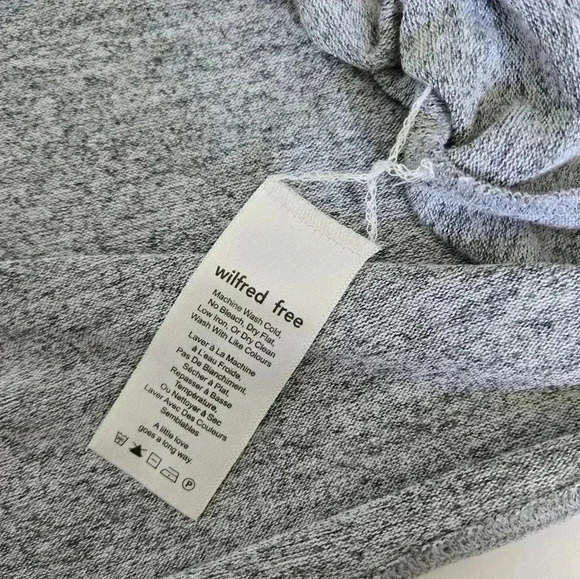 wilfred free
Machine Wash Cold.
No Bleach. Dry Flat.
Low Iron, Or Dry Clean
Wash With Like Colours
Laver à La Machine
à L'eau Froide.
Pas De Blanchiment.
Sécher à Plat.
Repasser à Basse
Température,
Ou Nettoyer à Sec
Laver Avec Des Couleurs
Semblables
A little love
goes a long way
P